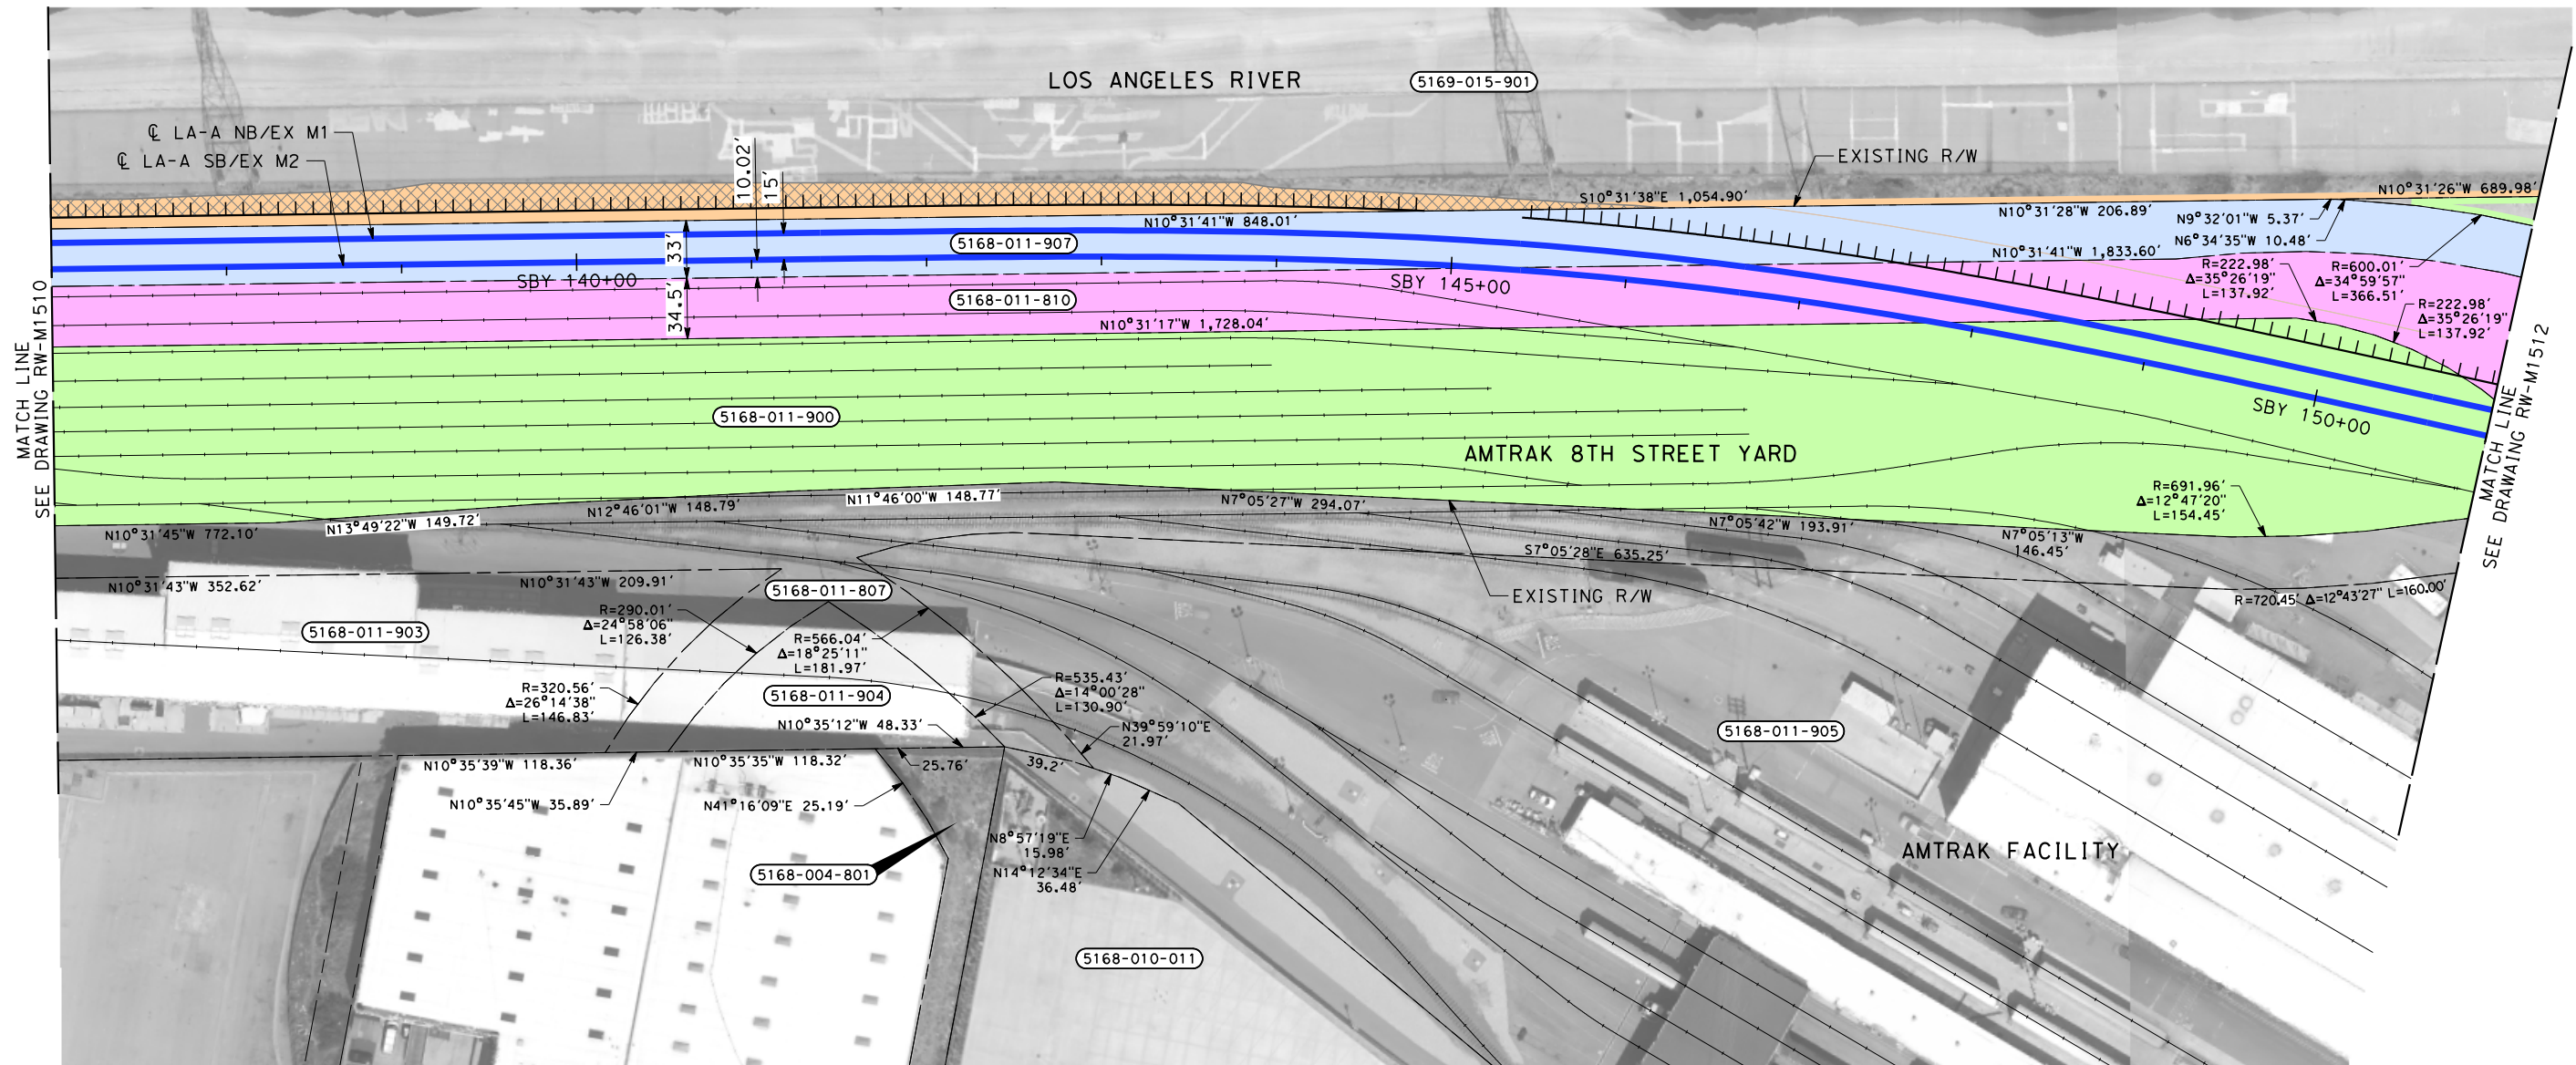 LOS ANGELES RIVER
5169-015-901
℄ LA-A NB/EX M1
℄ LA-A SB/EX M2
10.02'
15'
EXISTING R/W
S10°31'38"E 1,054.90'
N10°31'26"W 689.98'
N10°31'41"W 848.01'
N10°31'28"W 206.89'
N9°32'01"W 5.37'
N6°34'35"W 10.48'
33'
5168-011-907
N10°31'41"W 1,833.60'
SBY 140+00
SBY 145+00
R=222.98'
Δ=35°26'19"
L=137.92'
R=600.01'
Δ=34°59'57"
L=366.51'
R=222.98'
Δ=35°26'19"
L=137.92'
34.5'
5168-011-810
N10°31'17"W 1,728.04'
MATCH LINE
SEE DRAWING RW-M1510
MATCH LINE
SEE DRAWING RW-M1512
5168-011-900
SBY 150+00
AMTRAK 8TH STREET YARD
R=691.96'
Δ=12°47'20"
L=154.45'
N10°31'45"W 772.10'
N13°49'22"W 149.72'
N12°46'01"W 148.79'
N11°46'00"W 148.77'
N7°05'27"W 294.07'
N7°05'42"W 193.91'
N7°05'13"W
146.45'
S7°05'28"E 635.25'
EXISTING R/W
R=720.45' Δ=12°43'27" L=160.00'
N10°31'43"W 352.62'
N10°31'43"W 209.91'
5168-011-807
5168-011-903
R=290.01'
Δ=24°58'06"
L=126.38'
R=566.04'
Δ=18°25'11"
L=181.97'
R=320.56'
Δ=26°14'38"
L=146.83'
5168-011-904
R=535.43'
Δ=14°00'28"
L=130.90'
N10°35'12"W 48.33'
N39°59'10"E
21.97'
5168-011-905
N10°35'39"W 118.36'
N10°35'35"W 118.32'
25.76'
39.2'
N10°35'45"W 35.89'
N41°16'09"E 25.19'
N8°57'19"E
15.98'
N14°12'34"E
36.48'
5168-004-801
AMTRAK FACILITY
5168-010-011